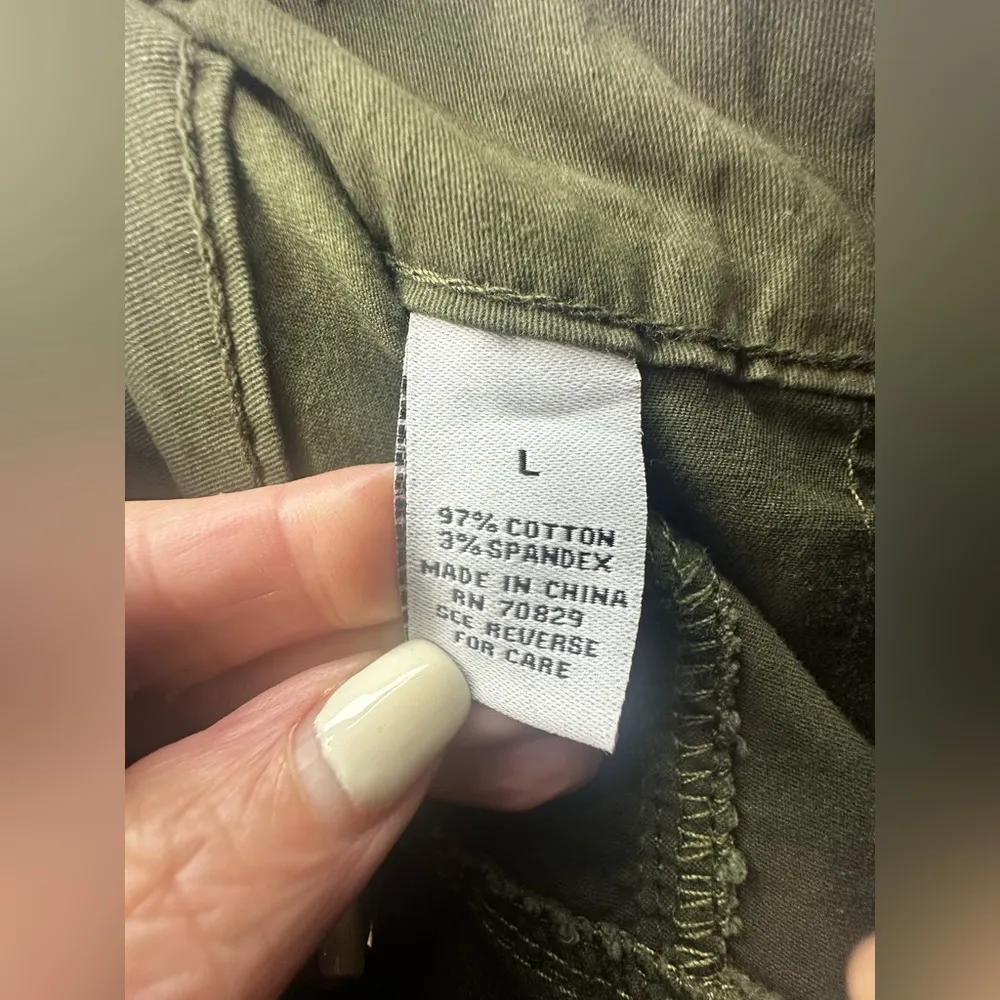 L
97% COTTON
3% SPANDEX
MADE IN CHINA
RN 70829
SEE REVERSE
FOR CARE